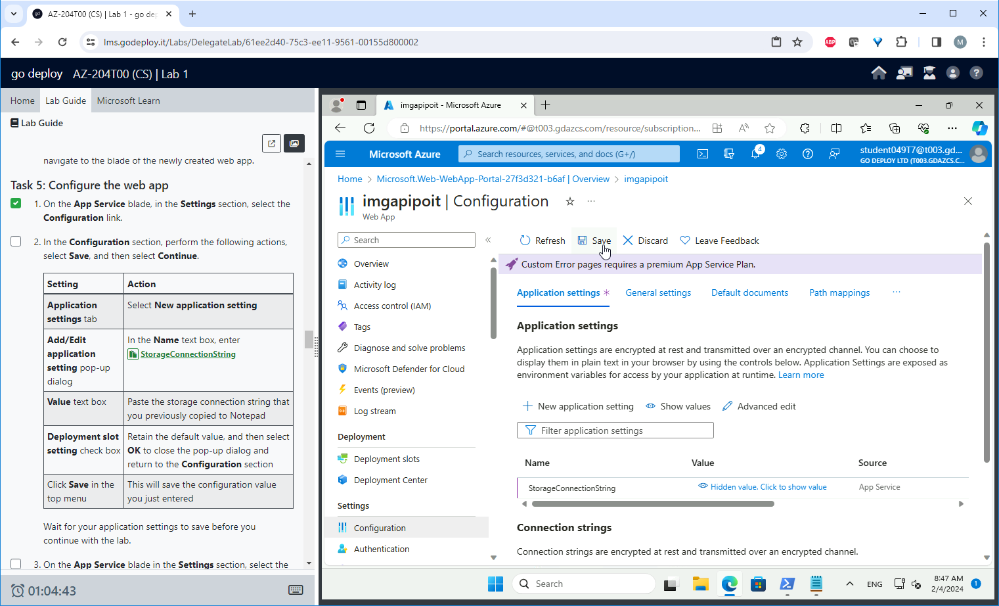 AZ-204T00 (CS) | Lab 1 - go dep
lms.godeploy.it/Labs/DelegateLab/61ee2d40-75c3-ee11-9561-00155d800002
ABP
M
go deploy AZ-204T00 (CS) | Lab 1
Home Lab Guide Microsoft Learn
Lab Guide
navigate to the blade of the newly created web app.
Task 5: Configure the web app
1. On the App Service blade, in the Settings section, select the
Configuration link.
2. In the Configuration section, perform the following actions,
select Save, and then select Continue.
Setting Action
Application settings tab
Select New application setting
Add/Edit application setting pop-up dialog
In the Name text box, enter
StorageConnectionString
Value text box
Paste the storage connection string that
you previously copied to Notepad
Deployment slot setting check box
Retain the default value, and then select
OK to close the pop-up dialog and
return to the Configuration section
Click Save in the top menu
This will save the configuration value
you just entered
Wait for your application settings to save before you
continue with the lab.
3. On the App Service blade in the Settings section, select the
01:04:43
imgapipoit - Microsoft Azure
https://portal.azure.com/#@t003.gdazcs.com/resource/subscription...
Microsoft Azure
Search resources, services, and docs (G+/)
4
student049T7@t003.gd...
GO DEPLOY LTD (T003.GDAZCS.C...
Home > Microsoft.Web-WebApp-Portal-27f3d321-b6af | Overview > imgapipoit
imgapipoit | Configuration
Web App
Search
Overview
Activity log
Access control (IAM)
Tags
Diagnose and solve problems
Microsoft Defender for Cloud
Events (preview)
Log stream
Deployment
Deployment slots
Deployment Center
Settings
Configuration
Authentication
Refresh Save Discard Leave Feedback
Custom Error pages requires a premium App Service Plan.
Application settings * General settings Default documents Path mappings ...
Application settings
Application settings are encrypted at rest and transmitted over an encrypted channel. You can choose to
display them in plain text in your browser by using the controls below. Application Settings are exposed as
environment variables for access by your application at runtime. Learn more
New application setting Show values Advanced edit
Filter application settings
Name Value Source
StorageConnectionString Hidden value. Click to show value App Service
Connection strings
Connection strings are encrypted at rest and transmitted over an encrypted channel.
Search
ENG
8:47 AM
2/4/2024
1